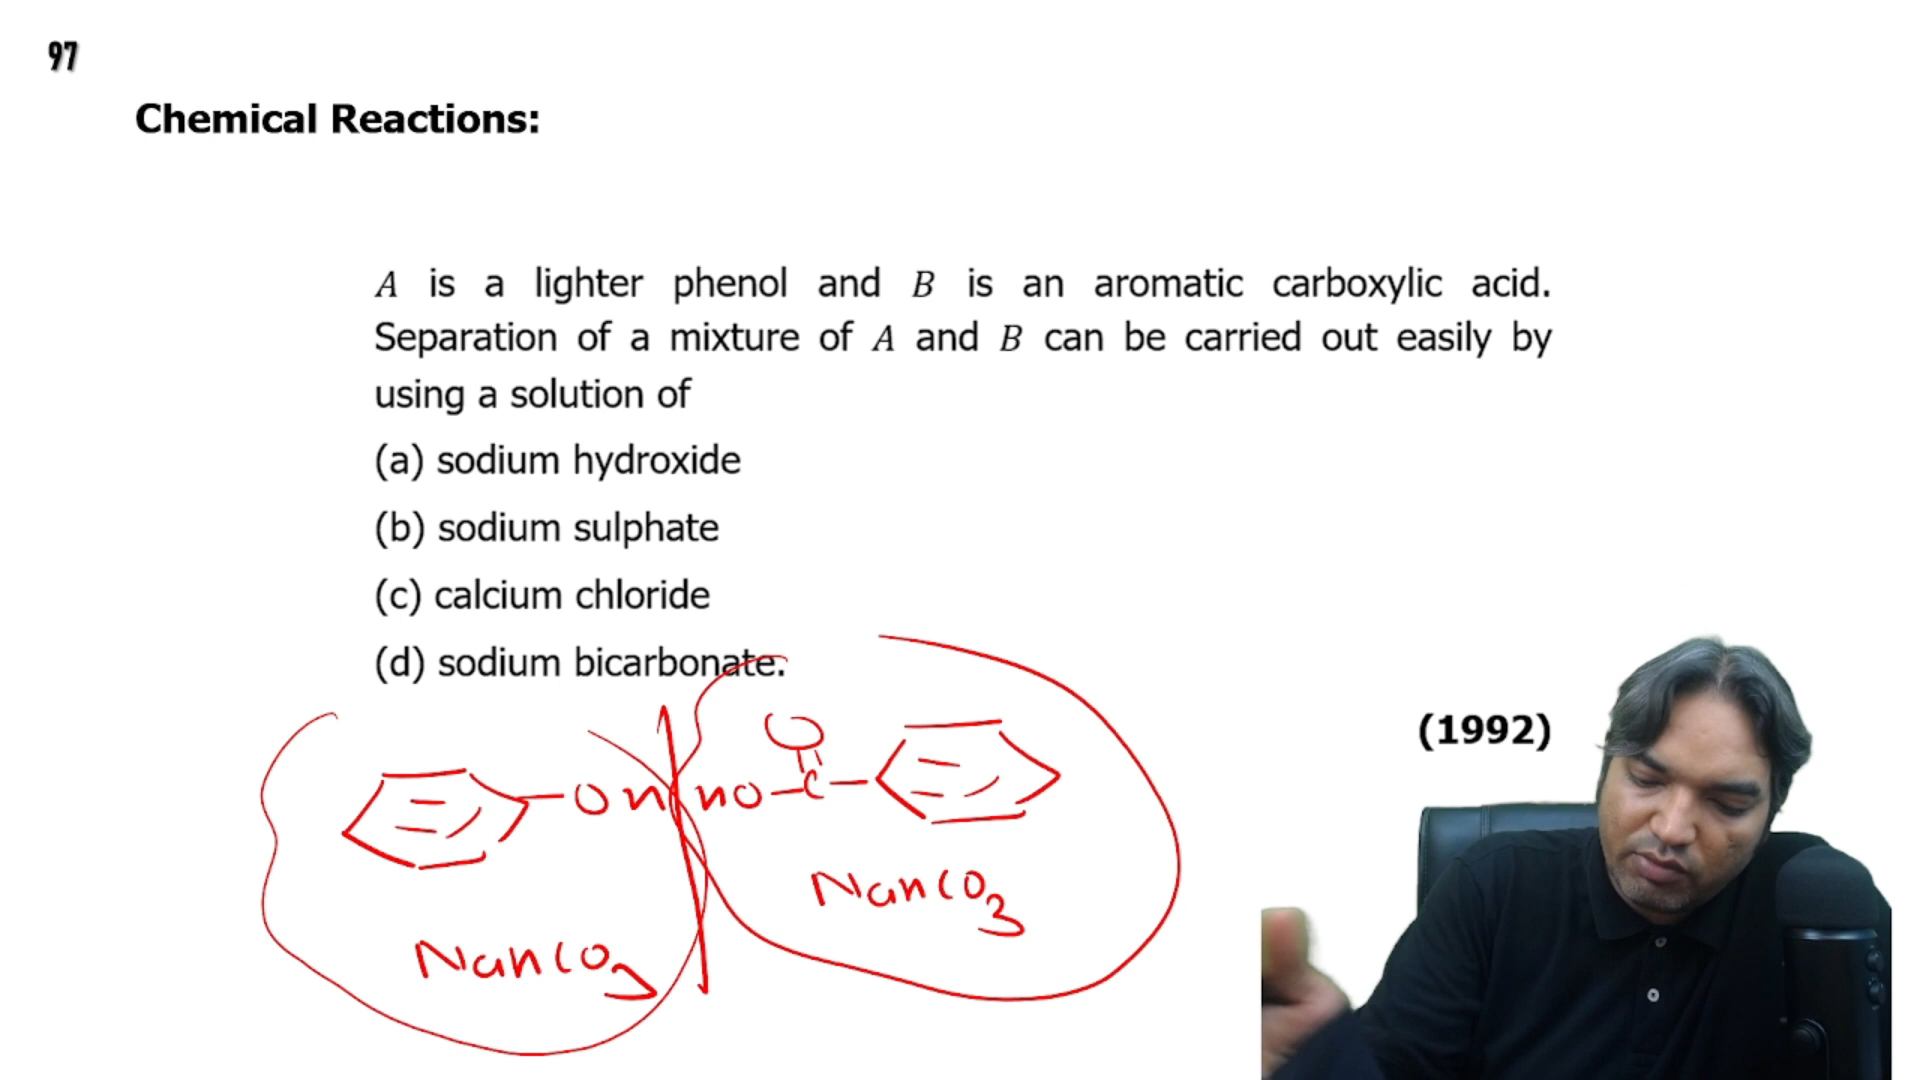 97
Chemical Reactions:
A is a lighter phenol and B is an aromatic carboxylic acid.
Separation of a mixture of A and B can be carried out easily by
using a solution of
(a) sodium hydroxide
(b) sodium sulphate
(c) calcium chloride
(d) sodium bicarbonate.
(1992)
O
OH HO-C
NaHCO3
NaHCO3